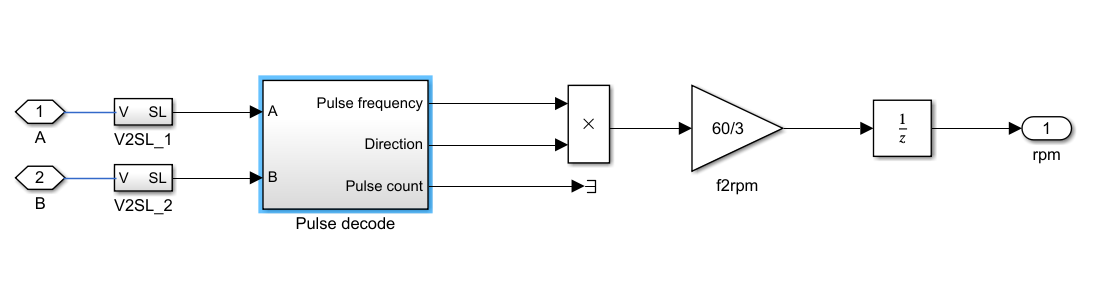 1
A
V SL
V2SL_1
2
B
V SL
V2SL_2
A
B
Pulse frequency
Direction
Pulse count
Pulse decode
×
60/3
f2rpm
1
z
1
rpm